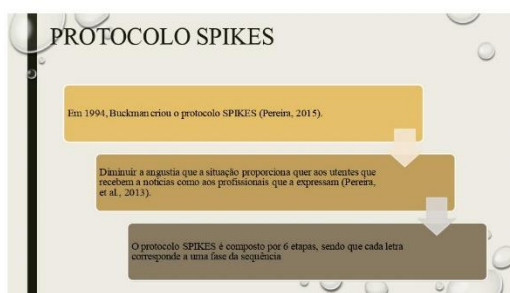 PROTOCOLO SPIKES
Em 1994, Buckman criou o protocolo SPIKES (Pereira, 2015).
Diminuir a angustia que a situação proporciona quer aos utentes que
recebem a noticias como aos profissionais que a expressam (Pereira,
et al., 2013).
O protocolo SPIKES é composto por 6 etapas, sendo que cada letra
corresponde a uma fase da sequência